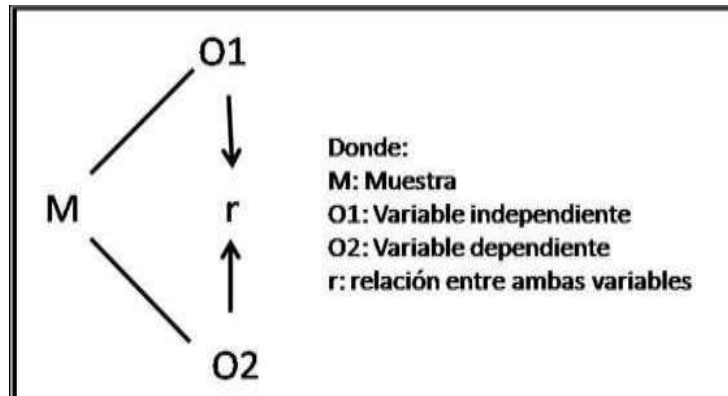 O1
M
r
O2
Donde:
M: Muestra
O1: Variable independiente
O2: Variable dependiente
r: relación entre ambas variables